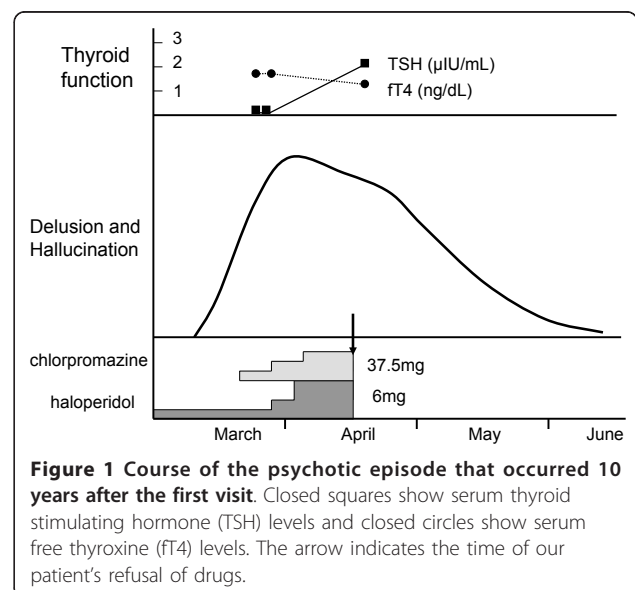 Thyroid
function
3
2
1
TSH (μIU/mL)
fT4 (ng/dL)
Delusion and
Hallucination
chlorpromazine
37.5mg
haloperidol
6mg
March
April
May
June
Figure 1 Course of the psychotic episode that occurred 10
years after the first visit. Closed squares show serum thyroid
stimulating hormone (TSH) levels and closed circles show serum
free thyroxine (fT4) levels. The arrow indicates the time of our
patient's refusal of drugs.